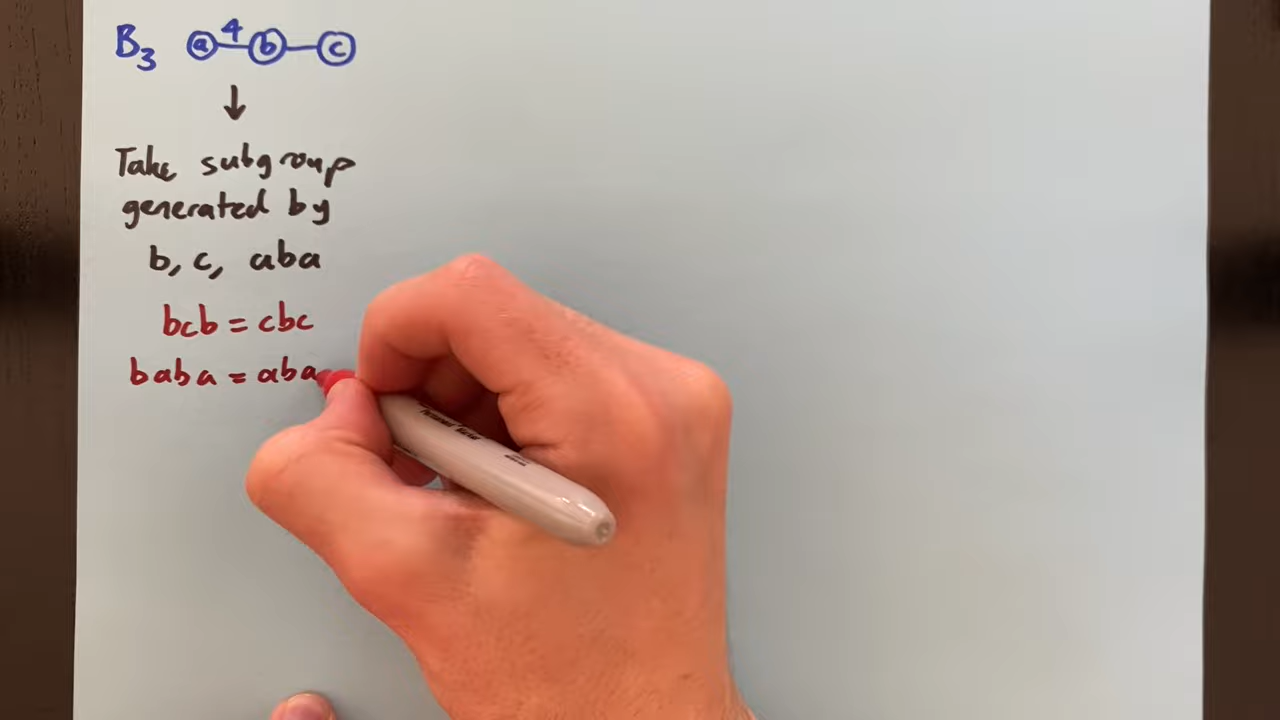 B3 a 4 b c
↓
Take subgroup
generated by
b, c, aba
bcb = cbc
baba = aba